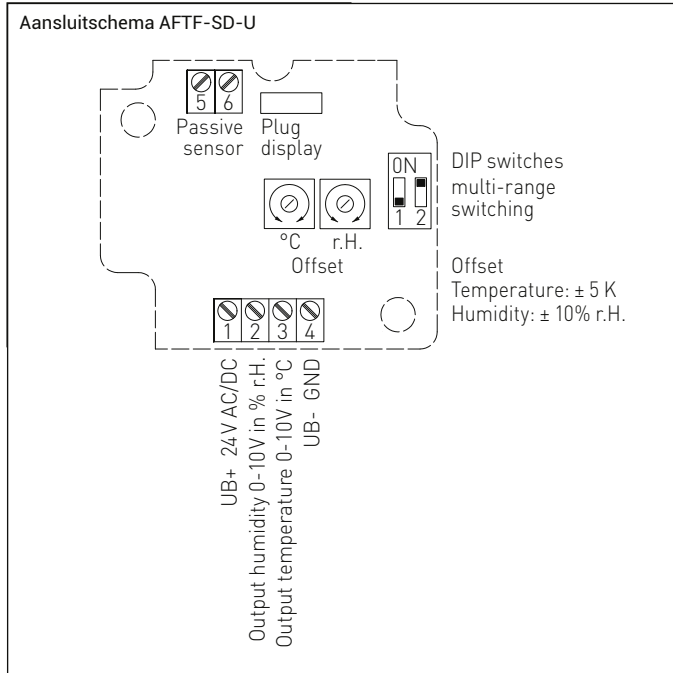 Aansluitschema AFTF-SD-U
5 6
Passive
sensor
Plug
display
ON
1 2
DIP switches
multi-range
switching
°C
r.H.
Offset
Offset
Temperature: ± 5 K
Humidity: ± 10% r.H.
1 2 3 4
UB+ 24V AC/DC
Output humidity 0-10V in % r.H.
Output temperature 0-10V in °C
UB- GND